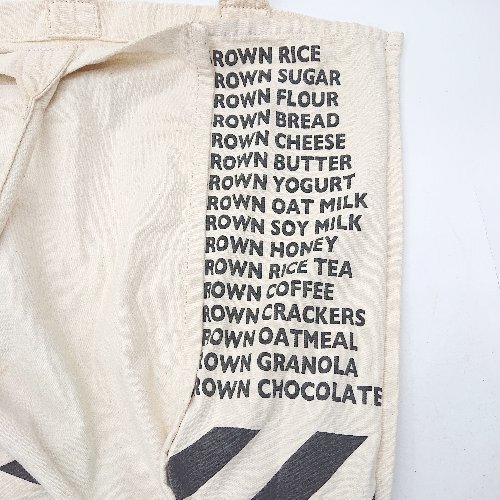 ROWN RICE
ROWN SUGAR
ROWN FLOUR
ROWN BREAD
ROWN CHEESE
ROWN BUTTER
ROWN YOGURT
ROWN OAT MILK
ROWN SOY MILK
ROWN HONEY
ROWN RICE TEA
ROWN COFFEE
ROWN CRACKERS
ROWN OATMEAL
ROWN GRANOLA
ROWN CHOCOLATE